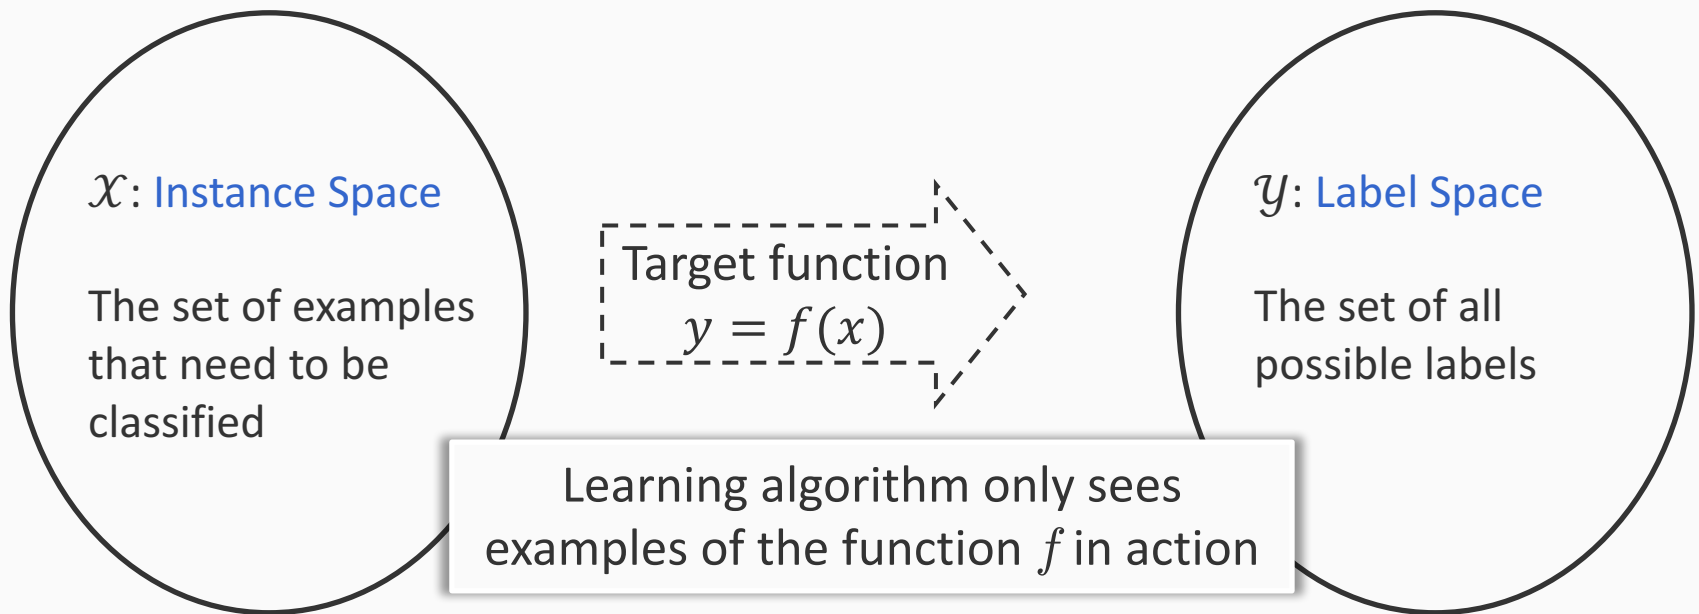 𝒳: Instance Space
The set of examples
that need to be
classified
Target function
y = f(x)
𝒴: Label Space
The set of all
possible labels
Learning algorithm only sees
examples of the function f in action